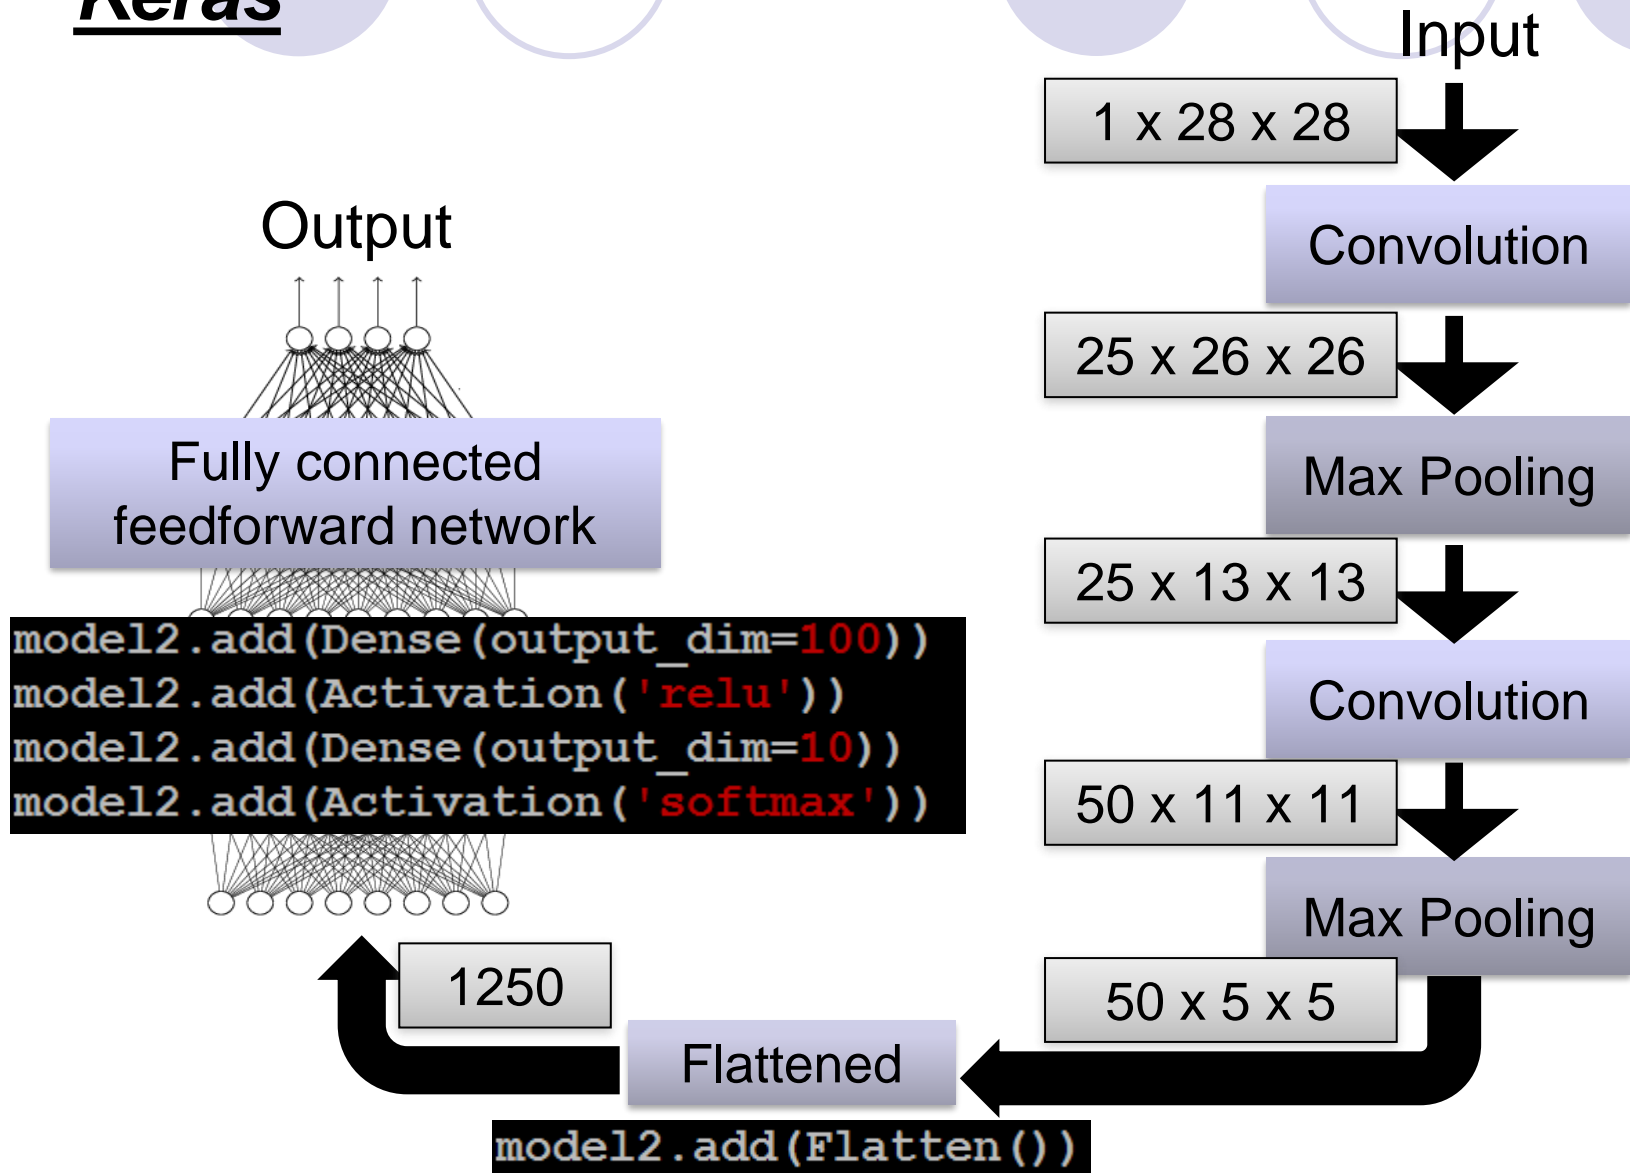 Keras
Input
1 x 28 x 28
Convolution
25 x 26 x 26
Max Pooling
25 x 13 x 13
Convolution
50 x 11 x 11
Max Pooling
50 x 5 x 5
Flattened
model2.add(Flatten())
1250
Output
Fully connected
feedforward network
model2.add(Dense(output_dim=100))
model2.add(Activation('relu'))
model2.add(Dense(output_dim=10))
model2.add(Activation('softmax'))